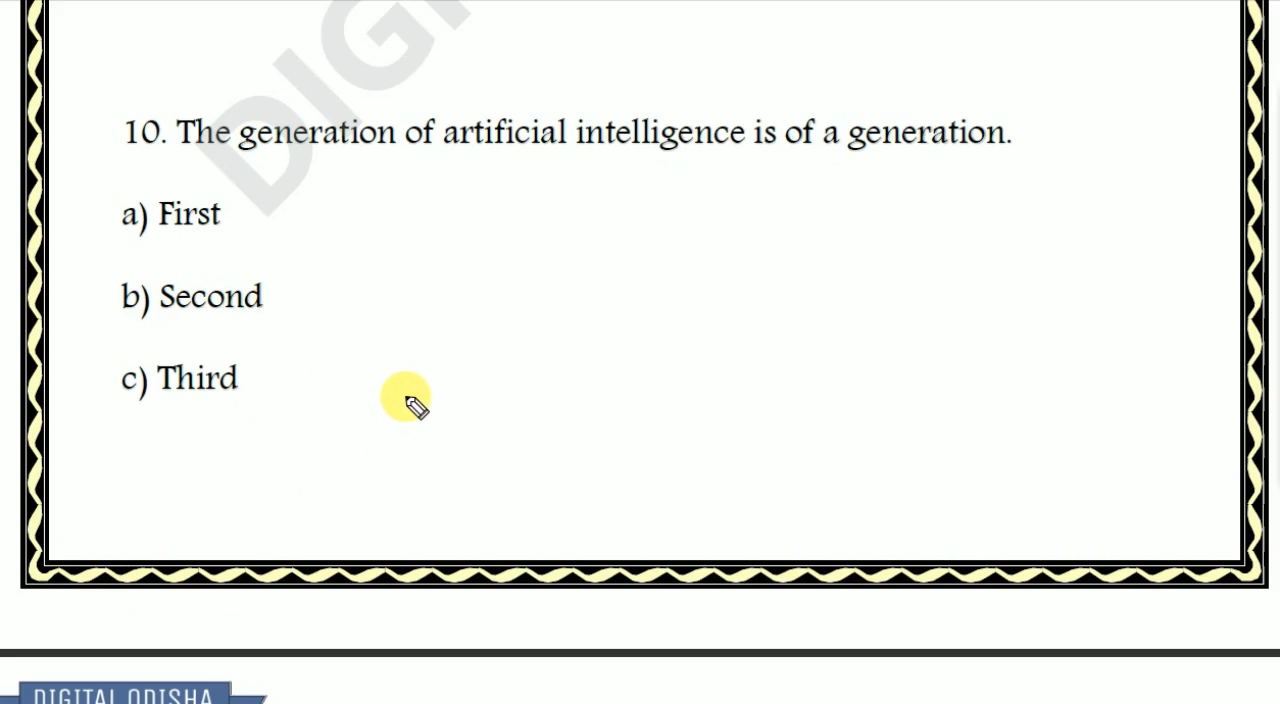 10. The generation of artificial intelligence is of a generation.
a) First
b) Second
c) Third
DIGITAL ODISHA